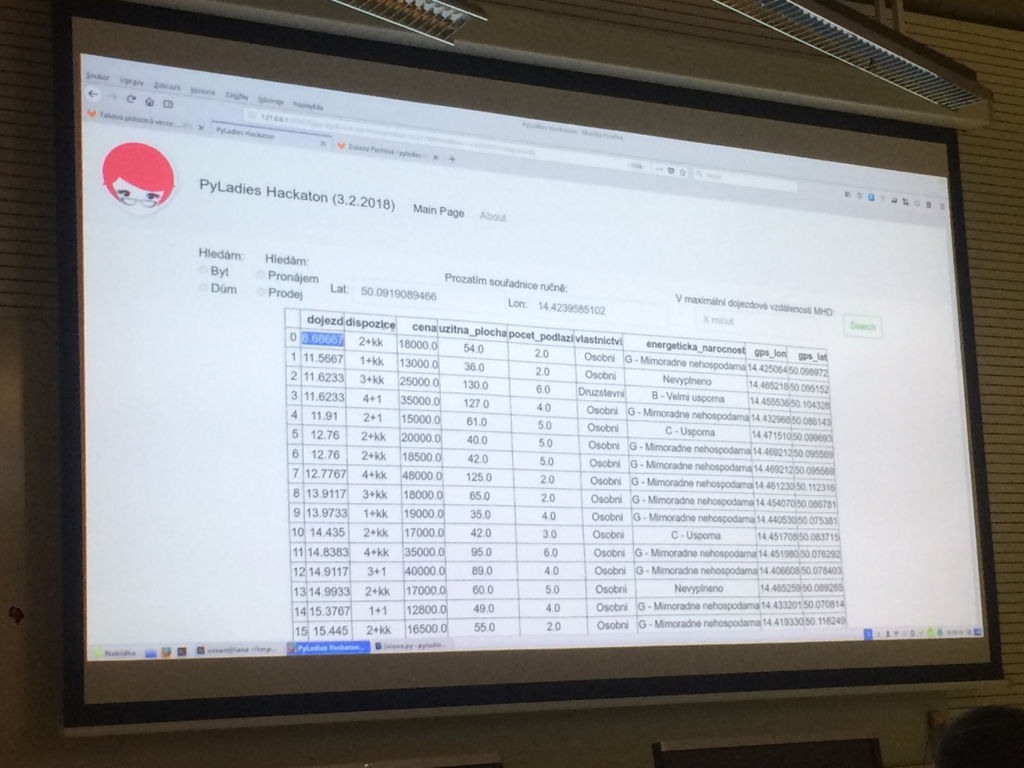 Soubor Úpravy Zobrazit Historie Záložky Nástroje Nápověda
PyLadies Hackaton - Mozilla Firefox
127.0.0.1
Taková pidiostrá verze
PyLadies Hackaton
PyLadies Hackaton (3.2.2018) Main Page About
Hledám: Hledám: Prozatím souřadnice ručně: V maximální dojezdové vzdálenosti MHD:
Byt Pronájem Lat: 50.0919089466 Lon: 14.4239585102 X minut Search
Dům Prodej
dojezd dispozice cena uzitna_plocha pocet_podlazi vlastnictvi energeticka_narocnost gps_lon gps_lat
0 8.66667 2+kk 18000.0 54.0 2.0 Osobni G - Mimoradne nehospodarna 14.425064 50.098972
1 11.5667 1+kk 13000.0 36.0 2.0 Osobni Nevyplneno 14.465218 50.095152
2 11.6233 3+kk 25000.0 130.0 6.0 Druzstevni B - Velmi usporna 14.455536 50.104328
3 11.6233 4+1 35000.0 127.0 4.0 Osobni G - Mimoradne nehospodarna 14.432968 50.086143
4 11.91 2+1 15000.0 61.0 5.0 Osobni C - Usporna 14.471510 50.099693
5 12.76 2+kk 20000.0 40.0 5.0 Osobni G - Mimoradne nehospodarna 14.469212 50.095569
6 12.76 2+kk 18500.0 42.0 5.0 Osobni G - Mimoradne nehospodarna 14.469212 50.095569
7 12.7767 4+kk 48000.0 125.0 2.0 Osobni G - Mimoradne nehospodarna 14.461230 50.112316
8 13.9117 3+kk 18000.0 65.0 2.0 Osobni G - Mimoradne nehospodarna 14.454070 50.086781
9 13.9733 1+kk 19000.0 35.0 4.0 Osobni G - Mimoradne nehospodarna 14.440530 50.075381
10 14.435 2+kk 17000.0 42.0 3.0 Osobni C - Usporna 14.451708 50.083715
11 14.8383 4+kk 35000.0 95.0 6.0 Osobni G - Mimoradne nehospodarna 14.451980 50.076292
12 14.9117 3+1 40000.0 89.0 4.0 Osobni G - Mimoradne nehospodarna 14.406608 50.078403
13 14.9933 2+kk 17000.0 60.0 5.0 Osobni Nevyplneno 14.465259 50.089265
14 15.3767 1+1 12800.0 49.0 4.0 Osobni G - Mimoradne nehospodarna 14.433201 50.070814
15 15.445 2+kk 16500.0 55.0 2.0 Osobni G - Mimoradne nehospodarna 14.419330 50.116249
Nabídka PyLadies Hackaton...